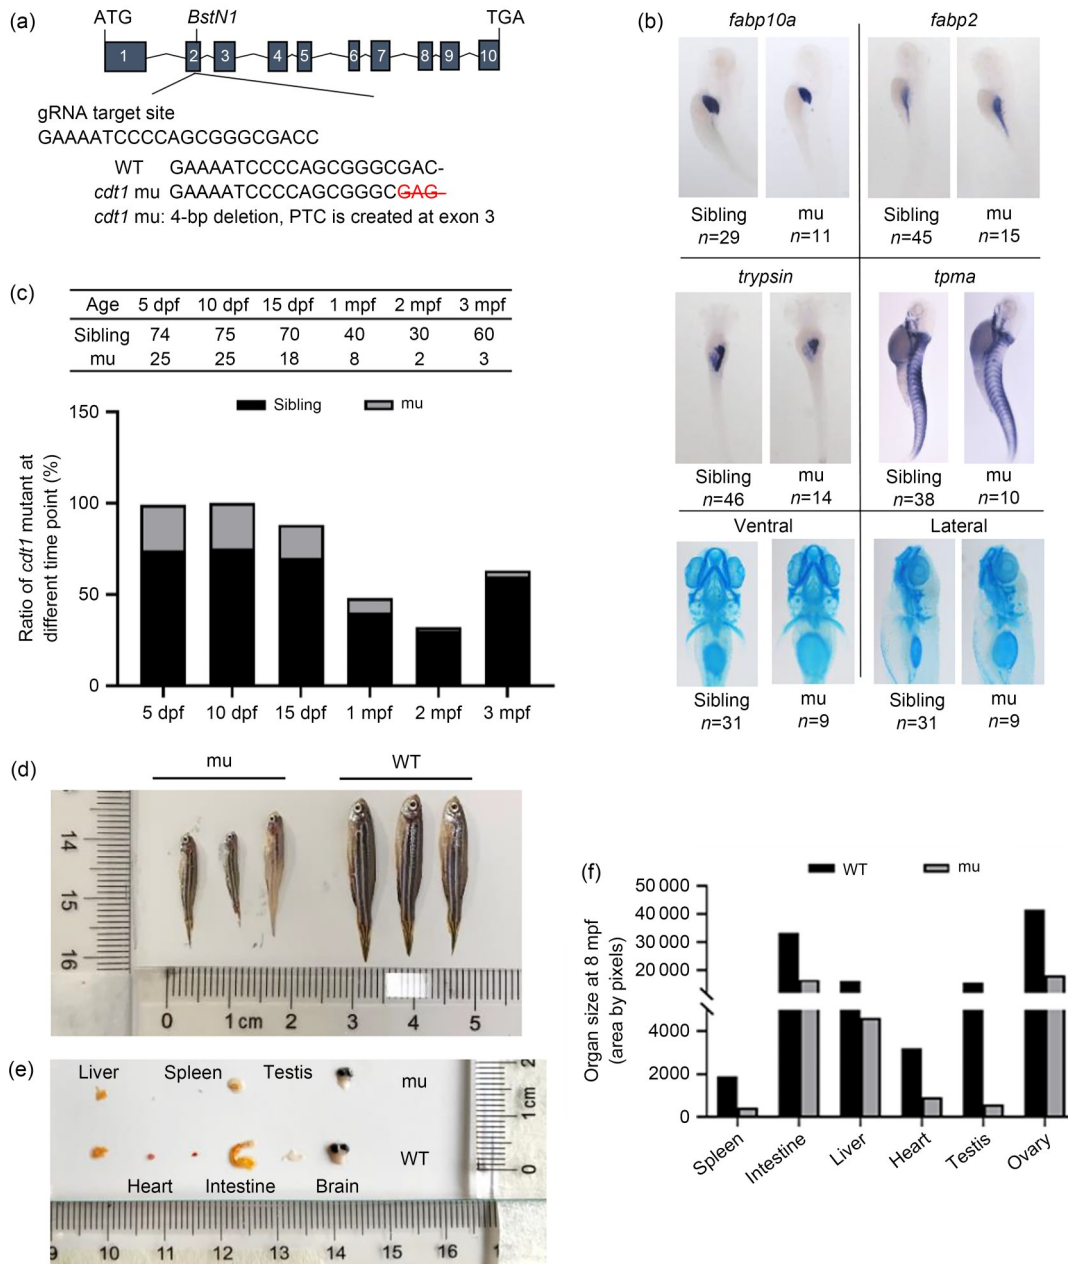 (a)
ATG BstN1 TGA
1 2 3 4 5 6 7 8 9 10
gRNA target site
GAAAATCCCCAGCGGGCGACC
WT GAAAATCCCCAGCGGGCGAC-
cdt1 mu GAAAATCCCCAGCGGGCGAG-
cdt1 mu: 4-bp deletion, PTC is created at exon 3
(b)
fabp10a fabp2
Sibling mu Sibling mu
n=29 n=11 n=45 n=15
trypsin tpma
Sibling mu Sibling mu
n=46 n=14 n=38 n=10
Ventral Lateral
Sibling mu Sibling mu
n=31 n=9 n=31 n=9
(c)
Age 5 dpf 10 dpf 15 dpf 1 mpf 2 mpf 3 mpf
Sibling 74 75 70 40 30 60
mu 25 25 18 8 2 3
Sibling mu
Ratio of cdt1 mutant at
different time point (%)
150
100
50
0
5 dpf 10 dpf 15 dpf 1 mpf 2 mpf 3 mpf
(d)
mu WT
14
15
16
0 1 cm 2 3 4 5
(e)
Liver Spleen Testis mu
WT
Heart Intestine Brain
2
1 cm
0
9 10 11 12 13 14 15 16 1
(f)
WT mu
Organ size at 8 mpf
(area by pixels)
50 000
40 000
30 000
20 000
4000
2000
0
Spleen Intestine Liver Heart Testis Ovary